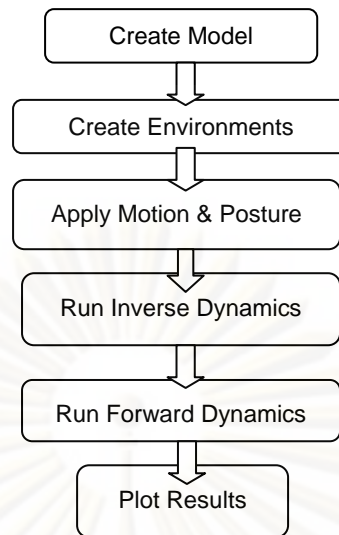 Create Model
Create Environments
Apply Motion & Posture
Run Inverse Dynamics
Run Forward Dynamics
Plot Results